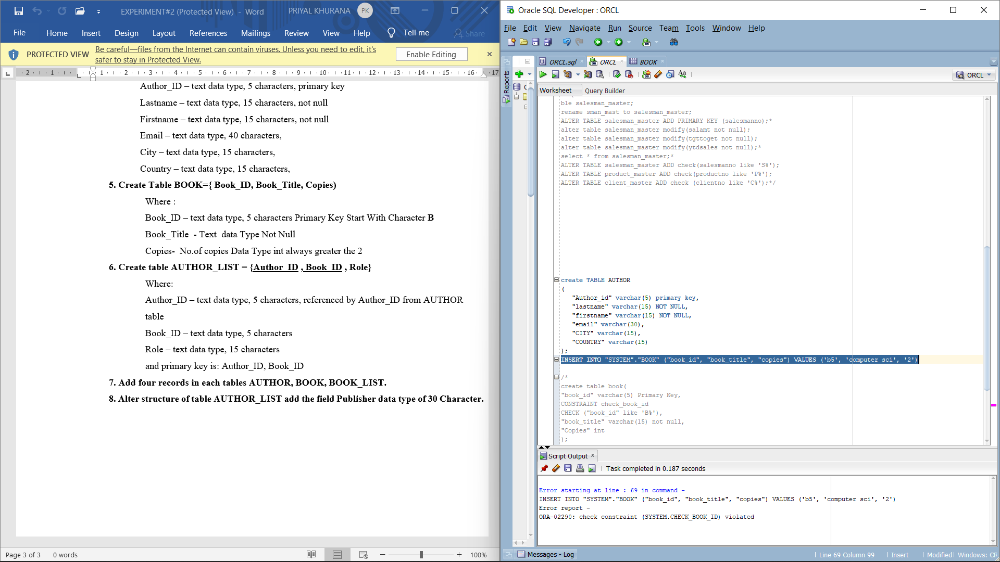 EXPERIMENT#2 (Protected View) - Word
PRIYAL KHURANA
PK
File Home Insert Design Layout References Mailings Review View Help Tell me Share
PROTECTED VIEW
Be careful—files from the Internet can contain viruses. Unless you need to edit, it's
safer to stay in Protected View.
Enable Editing
2 1 1 2 3 4 5 6 7 8 9 10 11 12 13 14 15 16 17
Author_ID – text data type, 5 characters, primary key
Lastname – text data type, 15 characters, not null
Firstname – text data type, 15 characters, not null
Email – text data type, 40 characters,
City – text data type, 15 characters,
Country – text data type, 15 characters,
5. Create Table BOOK={ Book_ID, Book_Title, Copies)
Where :
Book_ID – text data type, 5 characters Primary Key Start With Character B
Book_Title - Text data Type Not Null
Copies- No.of copies Data Type int always greater the 2
6. Create table AUTHOR_LIST = {Author_ID , Book_ID , Role}
Where:
Author_ID – text data type, 5 characters, referenced by Author_ID from AUTHOR
table
Book_ID – text data type, 5 characters
Role – text data type, 15 characters
and primary key is: Author_ID, Book_ID
7. Add four records in each tables AUTHOR, BOOK, BOOK_LIST.
8. Alter structure of table AUTHOR_LIST add the field Publisher data type of 30 Character.
Page 3 of 3 0 words
100%
Oracle SQL Developer : ORCL
File Edit View Navigate Run Source Team Tools Window Help
Reports
ORCL.sql ORCL BOOK
ORCL
Worksheet Query Builder
ble salesman_master;
rename sman_mast to salesman_master;
ALTER TABLE salesman_master ADD PRIMARY KEY (salesmanno);*
alter table salesman_master modify(salamt not null);
alter table salesman_master modify(tgttoget not null);
alter table salesman_master modify(ytdsales not null);*
select * from salesman_master;*
ALTER TABLE salesman_master ADD check(salesmanno like 'S%');
ALTER TABLE product_master ADD check(productno like 'P%');
ALTER TABLE client_master ADD check (clientno like 'C%');*/
create TABLE AUTHOR
(
"Author_id" varchar(5) primary key,
"lastname" varchar(15) NOT NULL,
"firstname" varchar(15) NOT NULL,
"email" varchar(30),
"CITY" varchar(15),
"COUNTRY" varchar(15)
);
INSERT INTO "SYSTEM"."BOOK" ("book_id", "book_title", "copies") VALUES ('b5', 'computer sci', '2')
/*
create table book(
"book_id" varchar(5) Primary Key,
CONSTRAINT check_book_id
CHECK ("book_id" like 'B%'),
"book_title" varchar(15) not null,
"Copies" int
);
Script Output
Task completed in 0.187 seconds
Error starting at line : 69 in command -
INSERT INTO "SYSTEM"."BOOK" ("book_id", "book_title", "copies") VALUES ('b5', 'computer sci', '2')
Error report -
ORA-02290: check constraint (SYSTEM.CHECK_BOOK_ID) violated
Messages - Log
Line 69 Column 99 Insert Modified Windows: CR